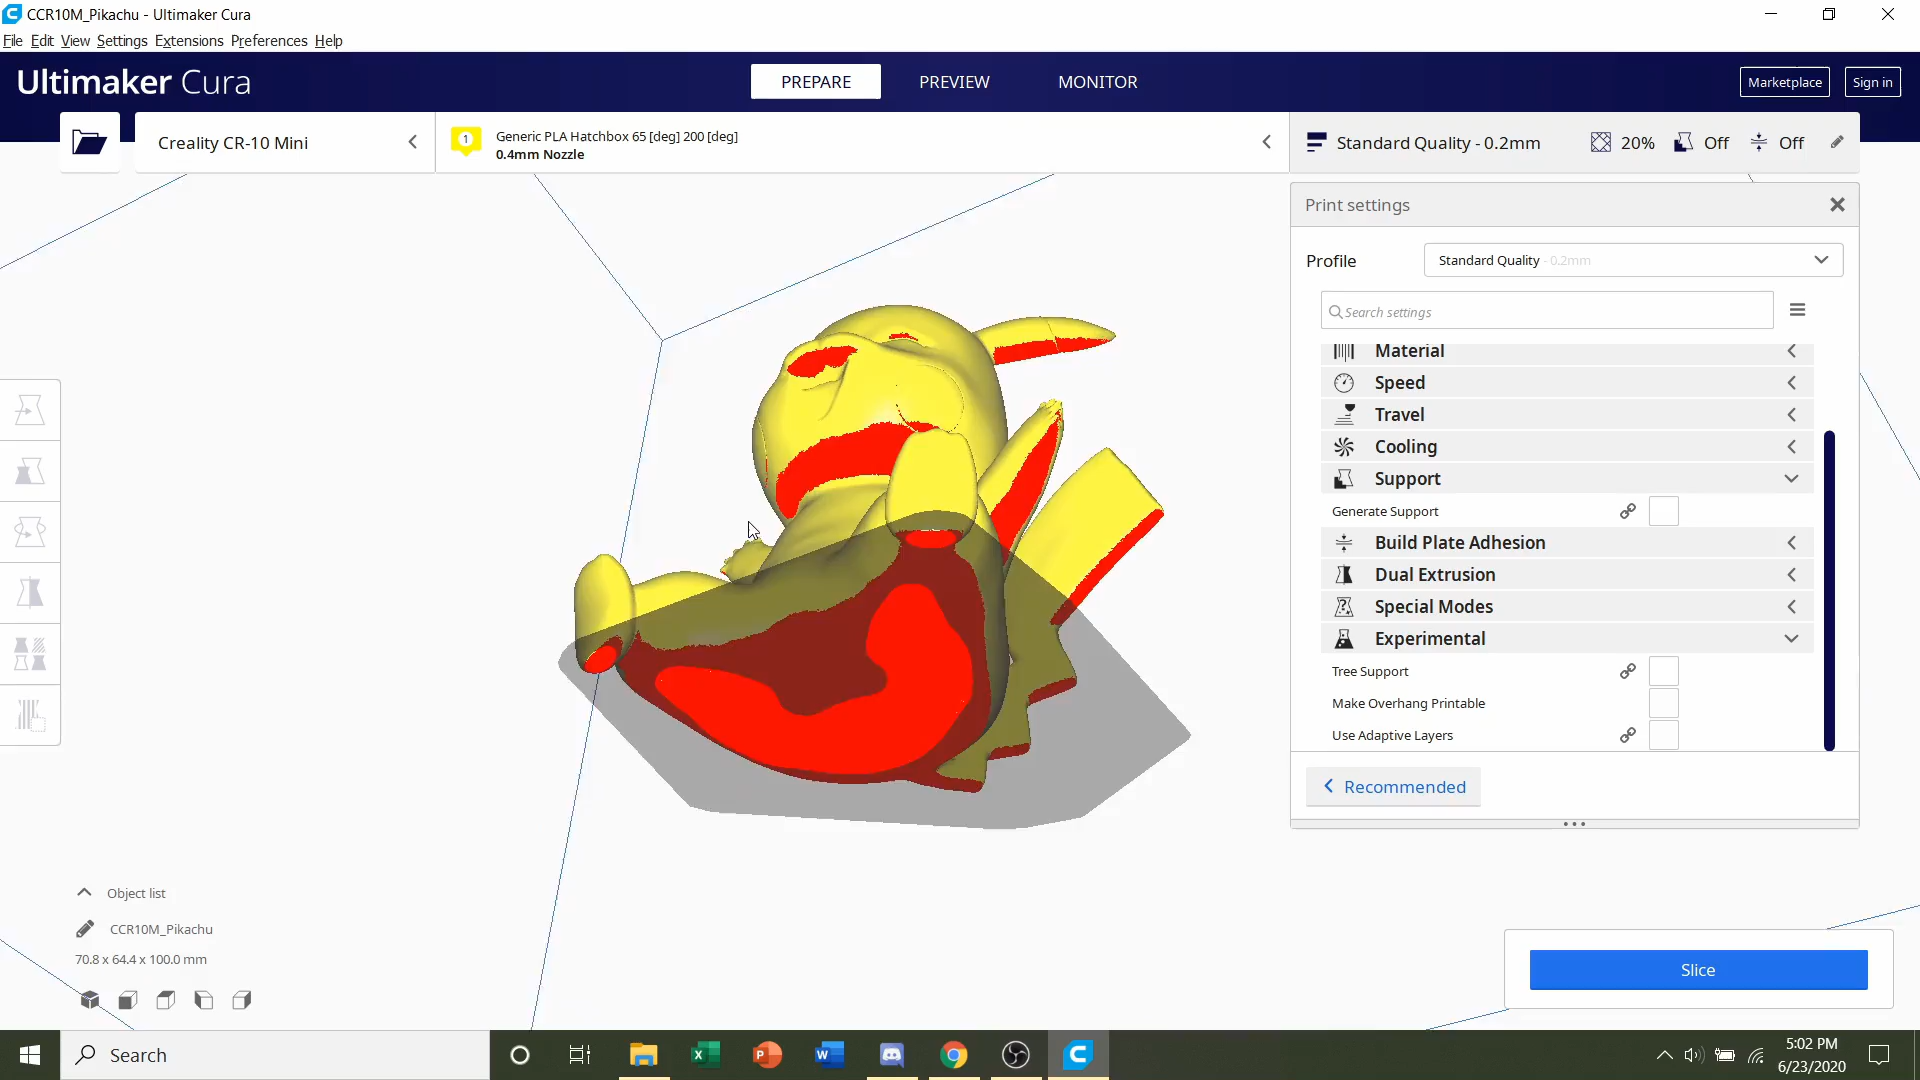 CCR10M_Pikachu - Ultimaker Cura
File Edit View Settings Extensions Preferences Help
Ultimaker Cura
PREPARE
PREVIEW
MONITOR
Marketplace
Sign in
Creality CR-10 Mini
1
Generic PLA Hatchbox 65 [deg] 200 [deg]
0.4mm Nozzle
Standard Quality - 0.2mm
20%
Off
Off
Print settings
Profile
Standard Quality - 0.2mm
Search settings
Material
Speed
Travel
Cooling
Support
Generate Support
Build Plate Adhesion
Dual Extrusion
Special Modes
Experimental
Tree Support
Make Overhang Printable
Use Adaptive Layers
Recommended
Object list
CCR10M_Pikachu
70.8 x 64.4 x 100.0 mm
Slice
Search
5:02 PM
6/23/2020